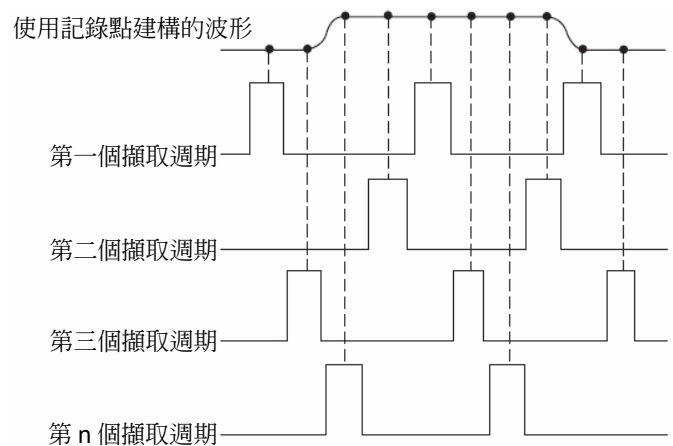 使用記錄點建構的波形
第一個擷取週期
第二個擷取週期
第三個擷取週期
第 n 個擷取週期